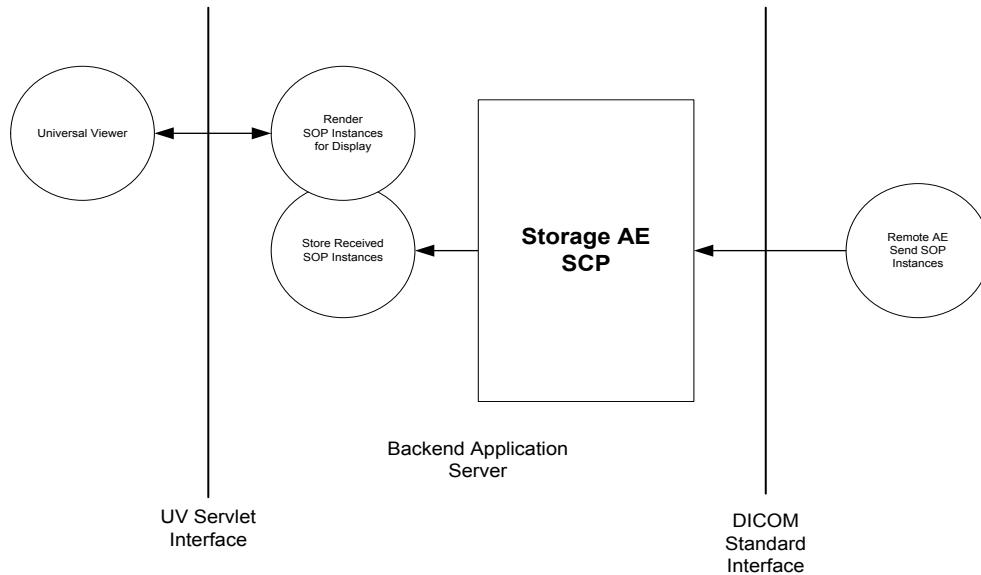 Universal Viewer
Render
SOP Instances
for Display
Store Received
SOP Instances
Storage AE
SCP
Remote AE
Send SOP
Instances
Backend Application
Server
UV Servlet
Interface
DICOM
Standard
Interface